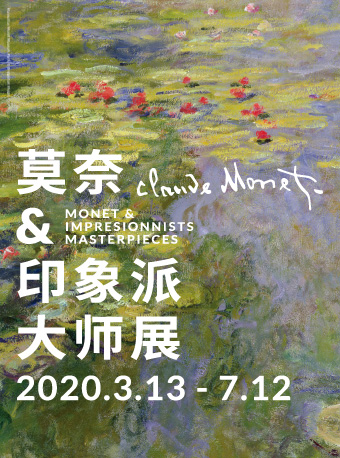 莫奈
Claude Monet
&
MONET &
IMPRESIONNISTS
MASTERPIECES
印象派
大师展
2020.3.13 - 7.12